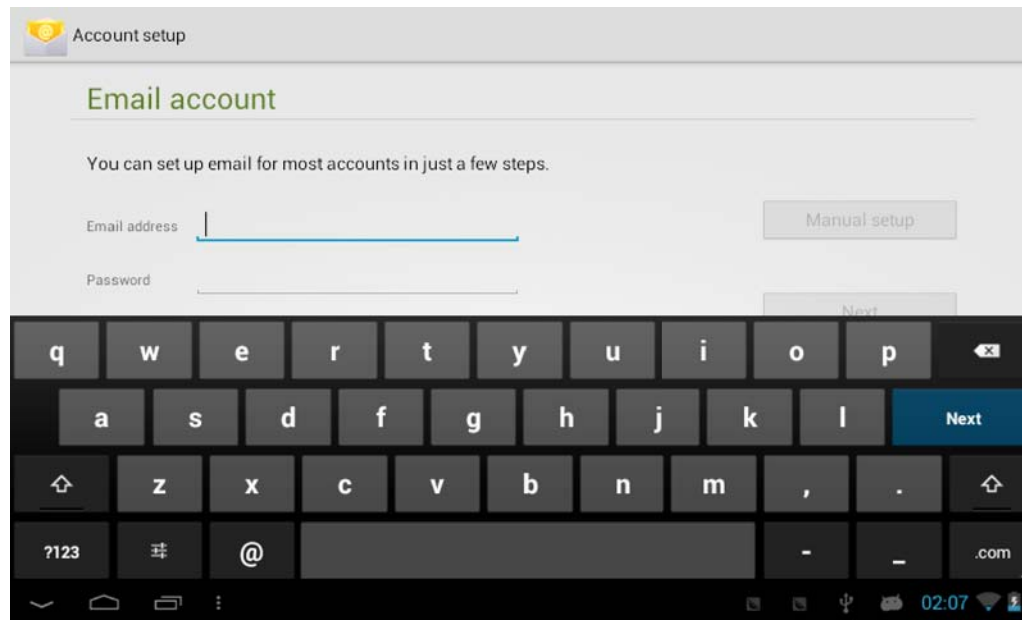 Account setup
Email account
You can set up email for most accounts in just a few steps.
Email address
Manual setup
Password
Next
q w e r t y u i o p
a s d f g h j k l Next
z x c v b n m , .
?123 @ - _ .com
02:07